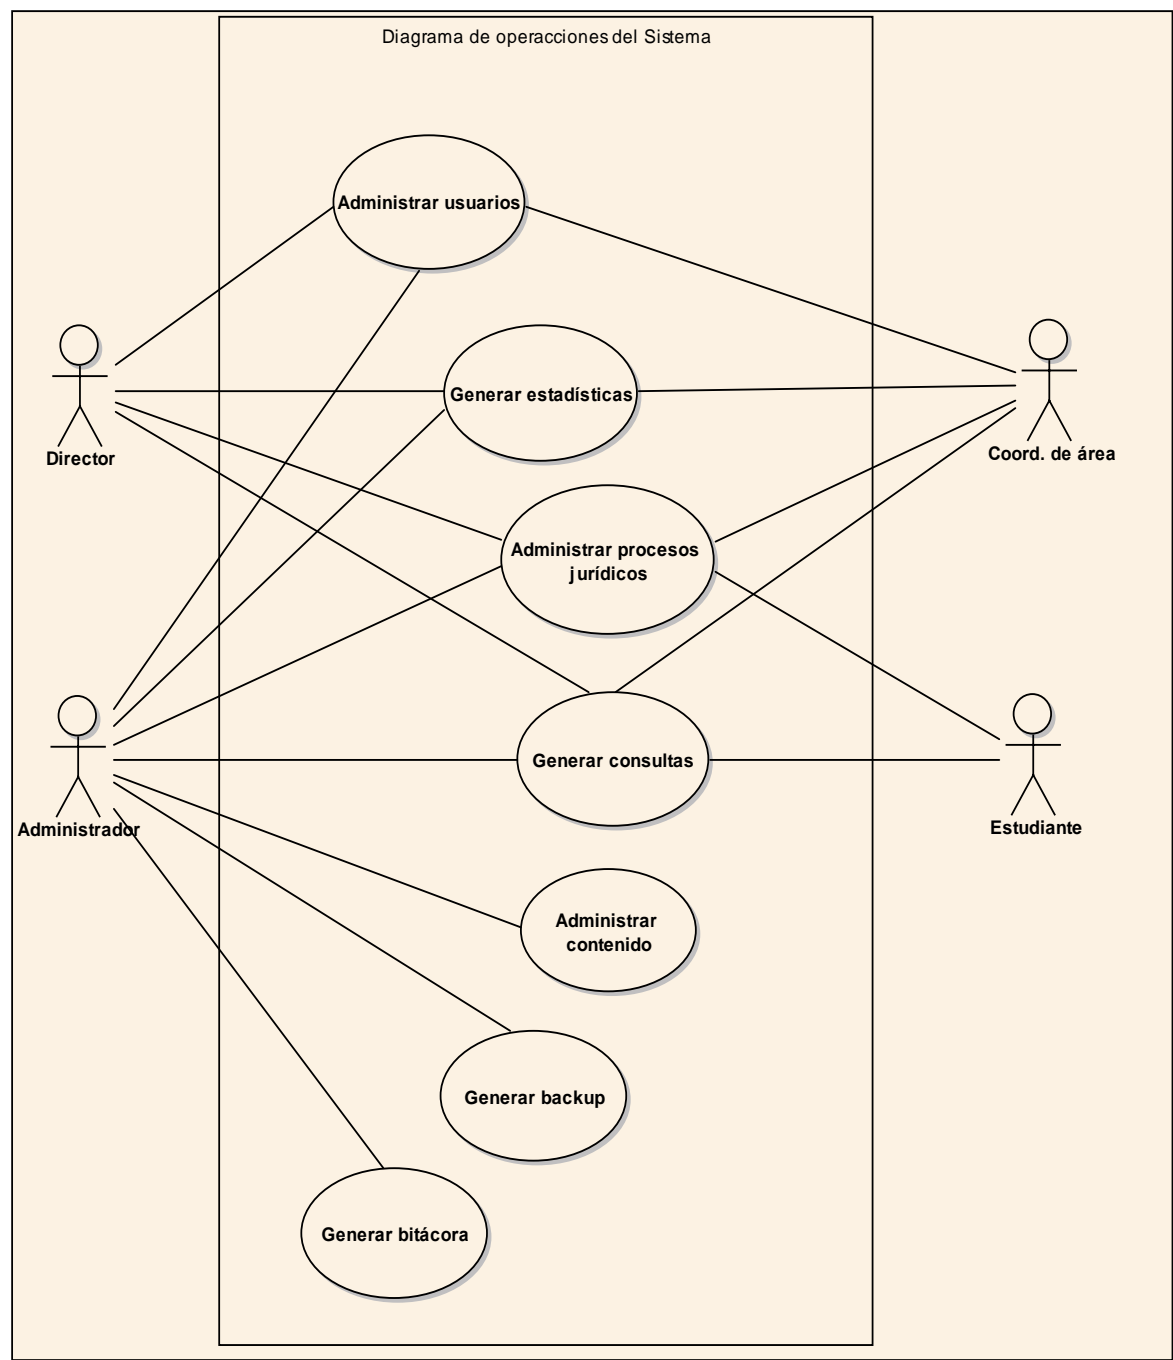 Diagrama de operacciones del Sistema
Administrar usuarios
Generar estadísticas
Director
Coord. de área
Administrar procesos
jurídicos
Generar consultas
Administrador
Estudiante
Administrar
contenido
Generar backup
Generar bitácora